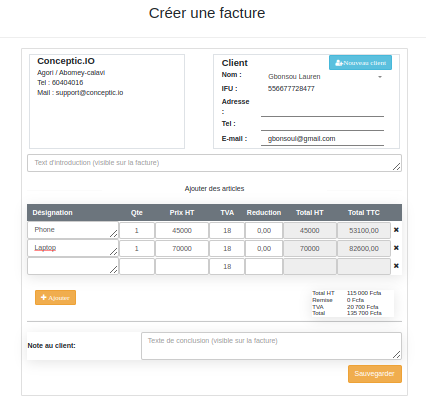 Créer une facture
Conceptic.IO
Agori / Abomey-calavi
Tel : 60404016
Mail : support@conceptic.io
Client
Nouveau client
Nom : Gbonsou Lauren
IFU : 556677728477
Adresse :
Tel :
E-mail : gbonsoul@gmail.com
Text d'introduction (visible sur la facture)
Ajouter des articles
Désignation Qte Prix HT TVA Reduction Total HT Total TTC
Phone 1 45000 18 0,00 45000 53100,00 ✖
Laptop 1 70000 18 0,00 70000 82600,00 ✖
18 ✖
Ajouter
Total HT 115 000 Fcfa
Remise 0 Fcfa
TVA 20 700 Fcfa
Total 135 700 Fcfa
Note au client: Texte de conclusion (visible sur la facture)
Sauvegarder